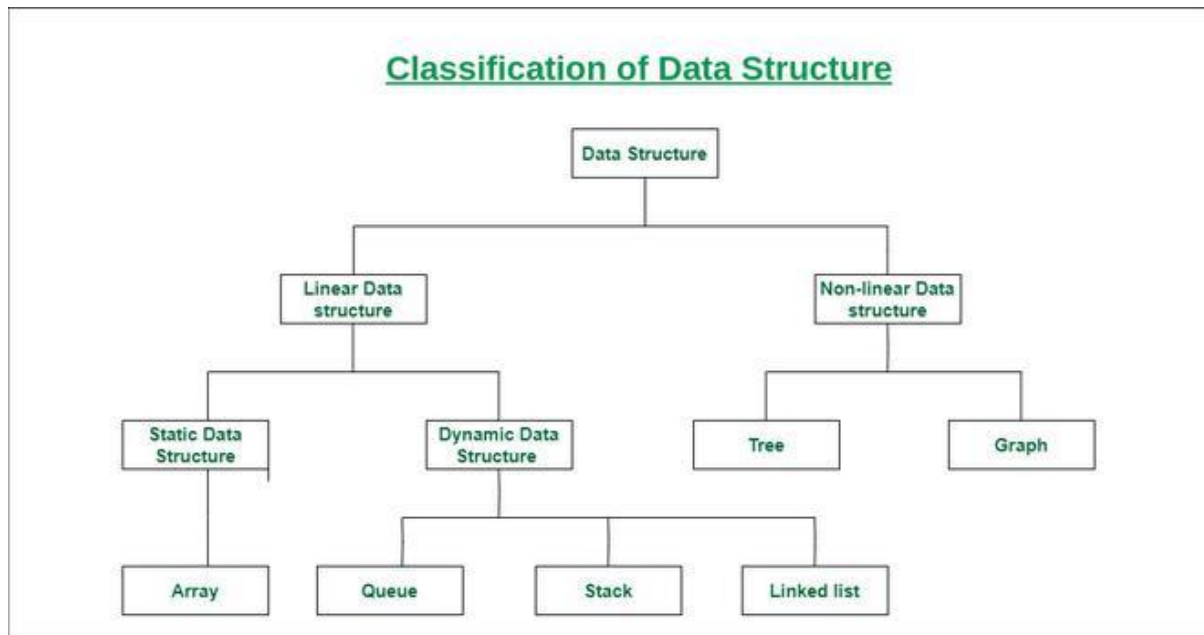 Classification of Data Structure
Data Structure
Linear Data
structure
Non-linear Data
structure
Static Data
Structure
Dynamic Data
Structure
Tree
Graph
Array
Queue
Stack
Linked list